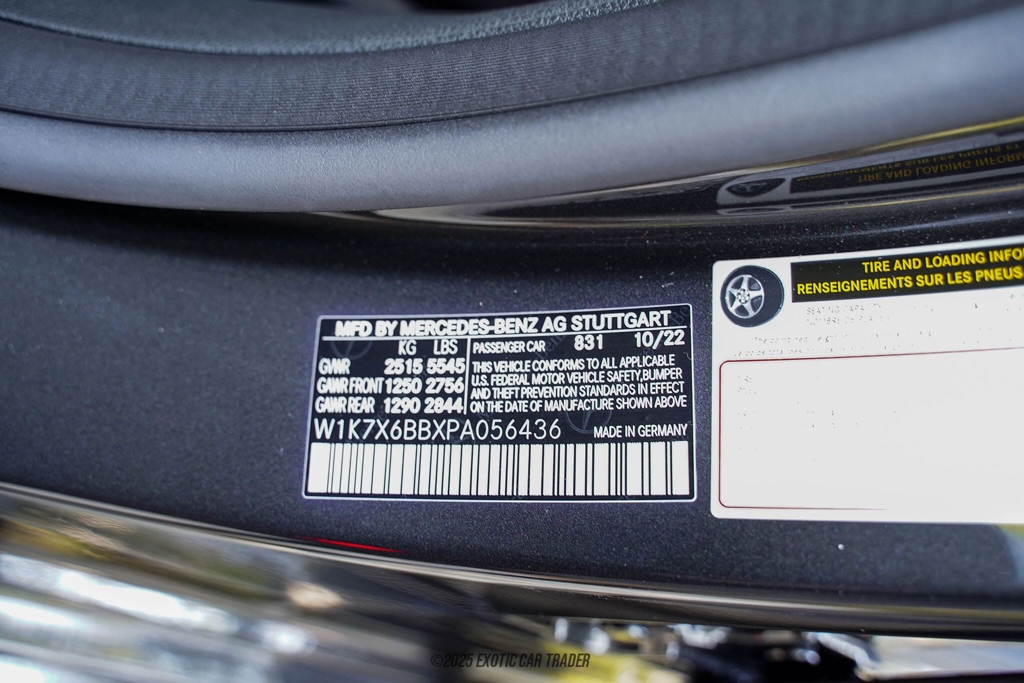 MFD BY MERCEDES-BENZ AG STUTTGART
KG LBS
GVWR 2515 5545
GAWR FRONT 1250 2756
GAWR REAR 1290 2844
PASSENGER CAR 831 10/22
THIS VEHICLE CONFORMS TO ALL APPLICABLE
U.S. FEDERAL MOTOR VEHICLE SAFETY,BUMPER
AND THEFT PREVENTION STANDARDS IN EFFECT
ON THE DATE OF MANUFACTURE SHOWN ABOVE
W1K7X6BBXPA056436 MADE IN GERMANY
TIRE AND LOADING INFO
RENSEIGNEMENTS SUR LES PNEUS
©2025 EXOTIC CAR TRADER